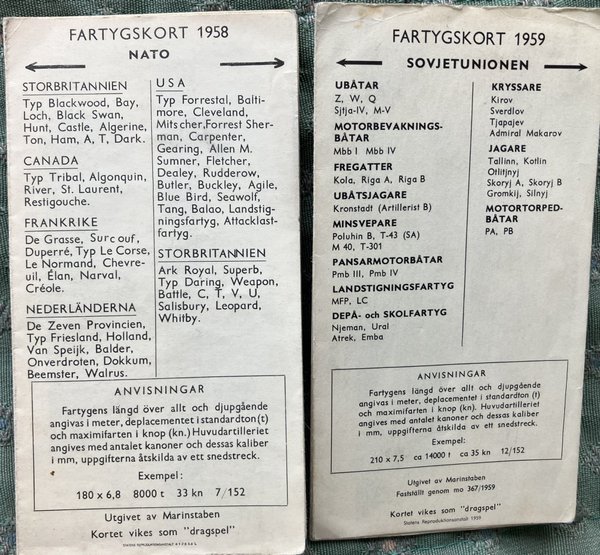 FARTYGSKORT 1958
NATO
STORBRITANNIEN
Typ Blackwood, Bay,
Loch, Black Swan,
Hunt, Castle, Algerine,
Ton, Ham, A, T, Dark.
CANADA
Typ Tribal, Algonquin,
River, St. Laurent,
Restigouche.
FRANKRIKE
De Grasse, Surcouf,
Duperré, Typ Le Corse,
Le Normand, Chevre-
uil, Élan, Narval,
Créole.
NEDERLÄNDERNA
De Zeven Provincien,
Typ Friesland, Holland,
Van Speijk, Balder,
Onverdroten, Dokkum,
Beemster, Walrus.
USA
Typ Forrestal, Balti-
more, Cleveland,
Mitscher,Forrest Sher-
man, Carpenter,
Gearing, Allen M.
Sumner, Fletcher,
Dealey, Rudderow,
Butler, Buckley, Agile,
Blue Bird, Seawolf,
Tang, Balao, Landstig-
ningsfartyg, Attacklast-
fartyg.
STORBRITANNIEN
Ark Royal, Superb,
Typ Daring, Weapon,
Battle, C, T, V, U,
Salisbury, Leopard,
Whitby.
ANVISNINGAR
Fartygens längd över allt och djupgående
angivas i meter, deplacementet i standardton(t)
och maximifarten i knop (kn.) Huvudartilleriet
angives med antalet kanoner och dessas kaliber
i mm, uppgifterna åtskilda av ett snedstreck.
Exempel:
180 x 6,8 8000 t 33 kn 7/152
Utgivet av Marinstaben
Kortet vikes som "dragspel"
FARTYGSKORT 1959
SOVJETUNIONEN
UBÅTAR
Z, W, Q
Sjtja-IV, M-V
MOTORBEVAKNINGS-
BÅTAR
Mbb I Mbb IV
FREGATTER
Kola, Riga A, Riga B
UBÅTSJAGARE
Kronstadt (Artillerist B)
MINSVEPARE
Poluhin B, T-43 (SA)
M 40, T-301
PANSARMOTORBÅTAR
Pmb III, Pmb IV
LANDSTIGNINGSFARTYG
MFP, LC
DEPÅ- och SKOLFARTYG
Njeman, Ural
Atrek, Emba
KRYSSARE
Kirov
Sverdlov
Tjapajev
Admiral Makarov
JAGARE
Tallinn, Kotlin
Otlitjnyj
Skoryj A, Skoryj B
Gromkij, Silnyj
MOTORTORPED-
BÅTAR
PA, PB
ANVISNINGAR
Fartygens längd över allt och djupgående
angivas i meter, deplacementet i standardton (t)
och maximifarten i knop (kn). Huvudartilleriet
angives med antalet kanoner och dessas kaliber
i mm, uppgifterna åtskilda av ett snedstreck.
Exempel:
210 x 7,5 ca 14000 t ca 35 kn 12/152
Utgivet av Marinstaben
Fastställt genom mo 367/1959
Kortet vikes som "dragspel"
Statens Reproduktionsanstalt 1959